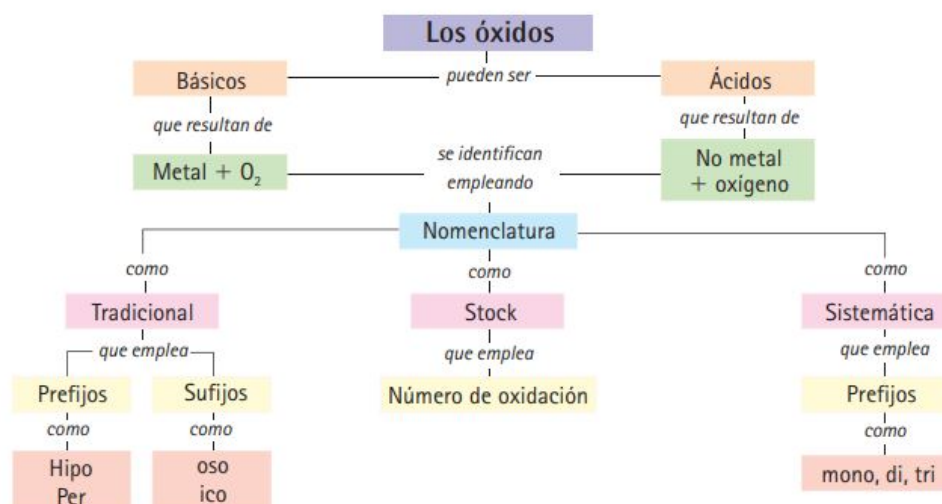 Los óxidos
pueden ser
Básicos
Ácidos
que resultan de
que resultan de
Metal + O₂
No metal
+ oxígeno
se identifican
empleando
Nomenclatura
como
como
como
Tradicional
Stock
Sistemática
que emplea
que emplea
que emplea
Prefijos
Sufijos
Número de oxidación
Prefijos
como
como
como
Hipo
Per
oso
ico
mono, di, tri